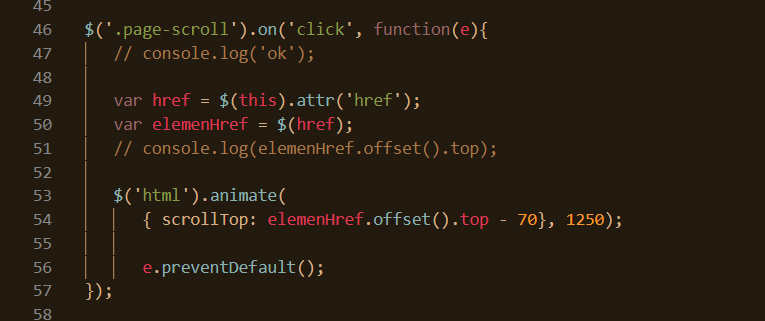 45
46 $('.page-scroll').on('click', function(e){
47 // console.log('ok');
48
49 var href = $(this).attr('href');
50 var elemenHref = $(href);
51 // console.log(elemenHref.offset().top);
52
53 $('html').animate(
54 { scrollTop: elemenHref.offset().top - 70}, 1250);
55
56 e.preventDefault();
57 });
58